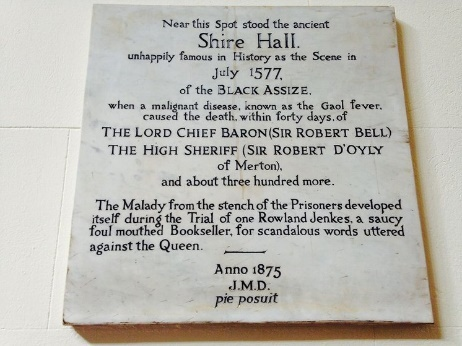 Near this Spot stood the ancient
Shire Hall.
unhappily famous in History as the Scene in
July 1577,
of the BLACK ASSIZE,
when a malignant disease, known as the Gaol fever,
caused the death, within forty days, of
THE LORD CHIEF BARON (SIR ROBERT BELL)
THE HIGH SHERIFF (SIR ROBERT D'OYLY
of Merton),
and about three hundred more.
The Malady from the stench of the Prisoners developed
itself during the Trial of one Rowland Jenkes, a saucy
foul mouthed Bookseller, for scandalous words uttered
against the Queen.
Anno 1875
J.M.D.
pie posuit